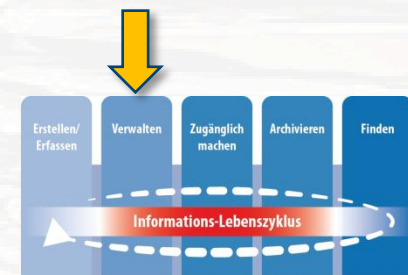 Erstellen/
Erfassen
Verwalten
Zugänglich
machen
Archivieren
Finden
Informations-Lebenszyklus